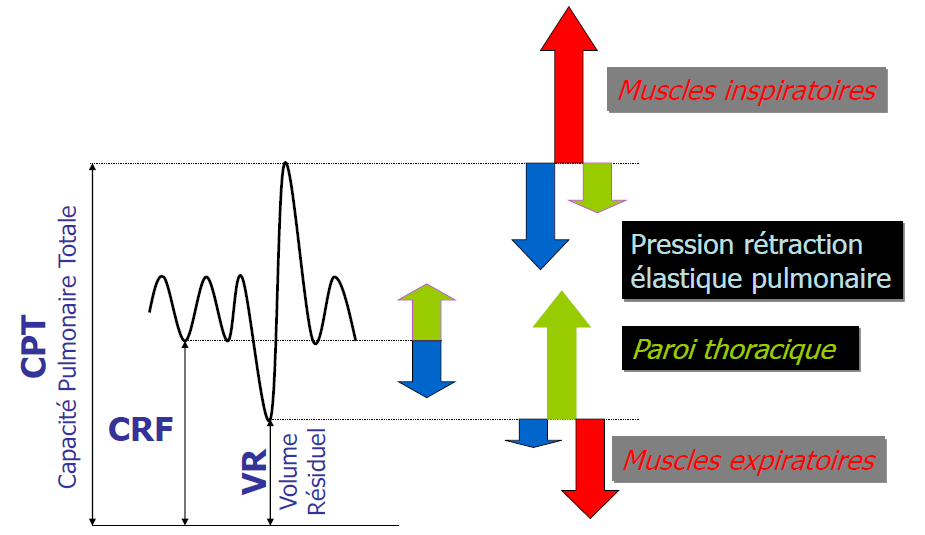 CPT
Capacité Pulmonaire Totale
CRF
VR
Volume
Résiduel
Muscles inspiratoires
Pression rétraction
élastique pulmonaire
Paroi thoracique
Muscles expiratoires